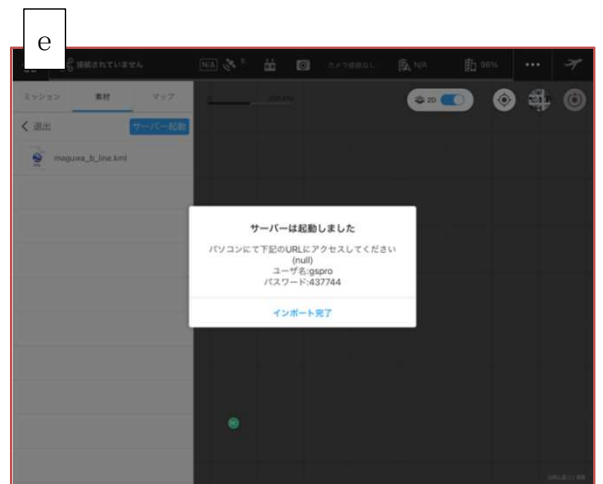 e
接続されていません
N/A
カメラ接続なし
N/A
96%
ミッション
素材
マップ
2D
退出
サーバー起動
maguwa_b_line.kml
サーバーは起動しました
パソコンにて下記のURLにアクセスしてください
(null)
ユーザ名:gspro
パスワード:437744
インポート完了